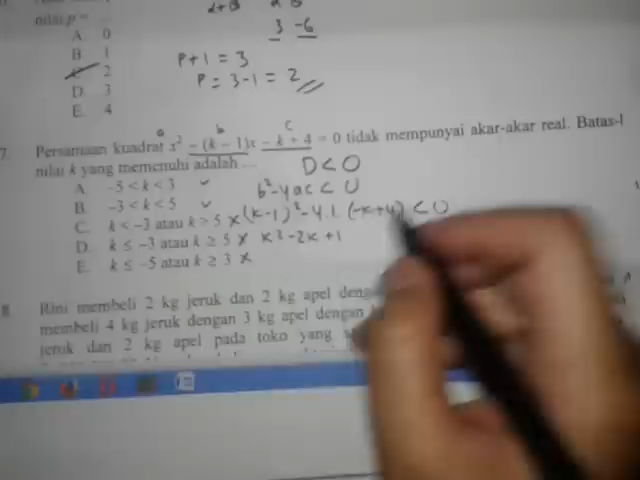 nilai p =
A. 0
B. 1
2
D. 3
E. 4
α+β
3 -6
P+1 = 3
P = 3-1 = 2
a b c
7. Persamaan kuadrat x² - (k - 1)x - k + 4 = 0 tidak mempunyai akar-akar real. Batas-
nilai k yang memenuhi adalah ...
D < 0
A. -5 < k < 3
b²-4ac < 0
B. -3 < k < 5
(k-1)²-4.1 (-k+4) < 0
C. k < -3 atau k > 5 x
D. k ≤ -3 atau k ≥ 5 x
k²-2k+1
E. k ≤ -5 atau k ≥ 3 x
8. Rini membeli 2 kg jeruk dan 2 kg apel deng
membeli 4 kg jeruk dengan 3 kg apel dengan
jeruk dan 2 kg apel pada toko yang